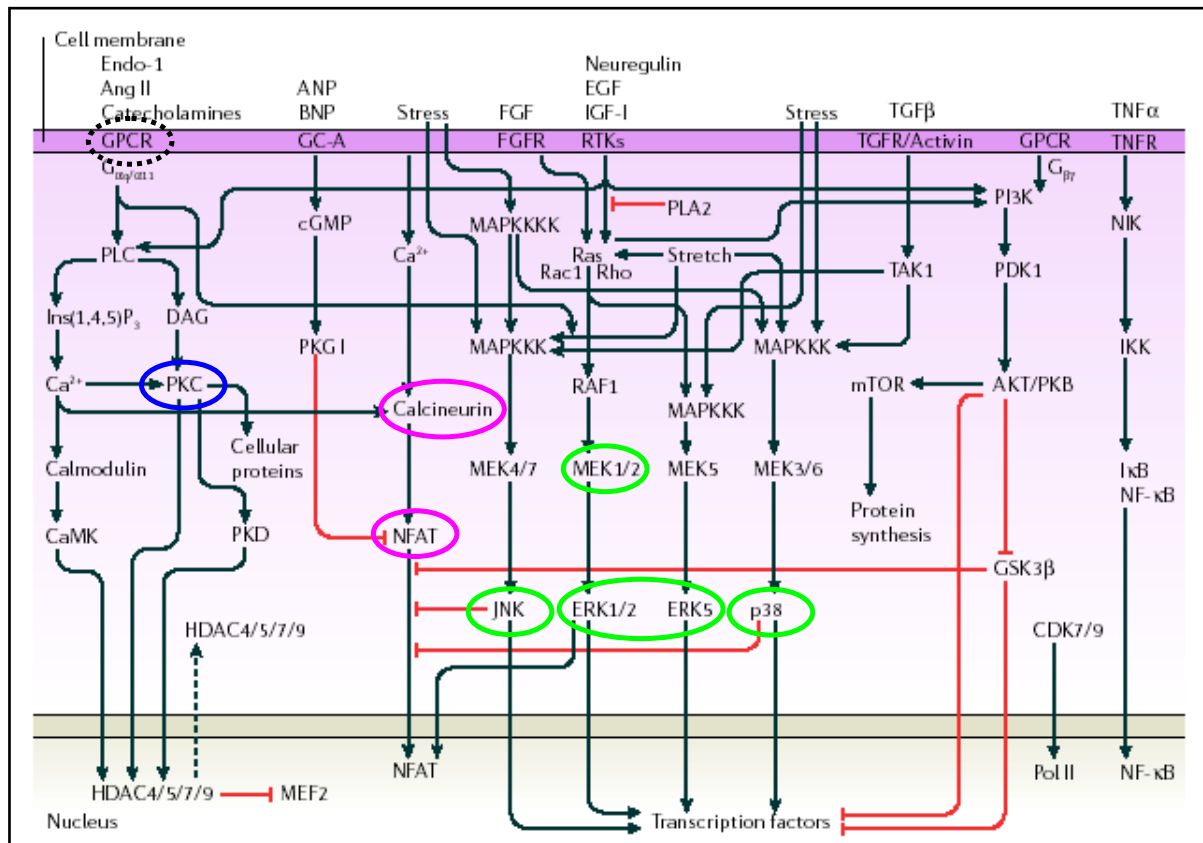 Cell membrane
Endo-1
Ang II
Catecholamines
GPCR
Gαq/α11
ANP
BNP
GC-A
Stress
FGF
FGFR
Neuregulin
EGF
IGF-I
RTKs
Stress
TGFβ
TGFR/Activin
GPCR
Gβγ
TNFα
TNFR
cGMP
MAPKKKK
PLA2
PI3K
NIK
PLC
Ca²⁺
Ras
Rac1 Rho
Stretch
TAK1
PDK1
Ins(1,4,5)P₃
DAG
PKG I
MAPKKK
MAPKKK
IKK
Ca²⁺
PKC
RAF1
mTOR
AKT/PKB
Calcineurin
MAPKKK
Cellular
proteins
Calmodulin
MEK4/7
MEK1/2
MEK5
MEK3/6
IκB
NF-κB
Protein
synthesis
CaMK
PKD
NFAT
GSK3β
JNK
ERK1/2
ERK5
p38
HDAC4/5/7/9
CDK7/9
NFAT
Pol II
NF-κB
HDAC4/5/7/9
MEF2
Nucleus
Transcription factors